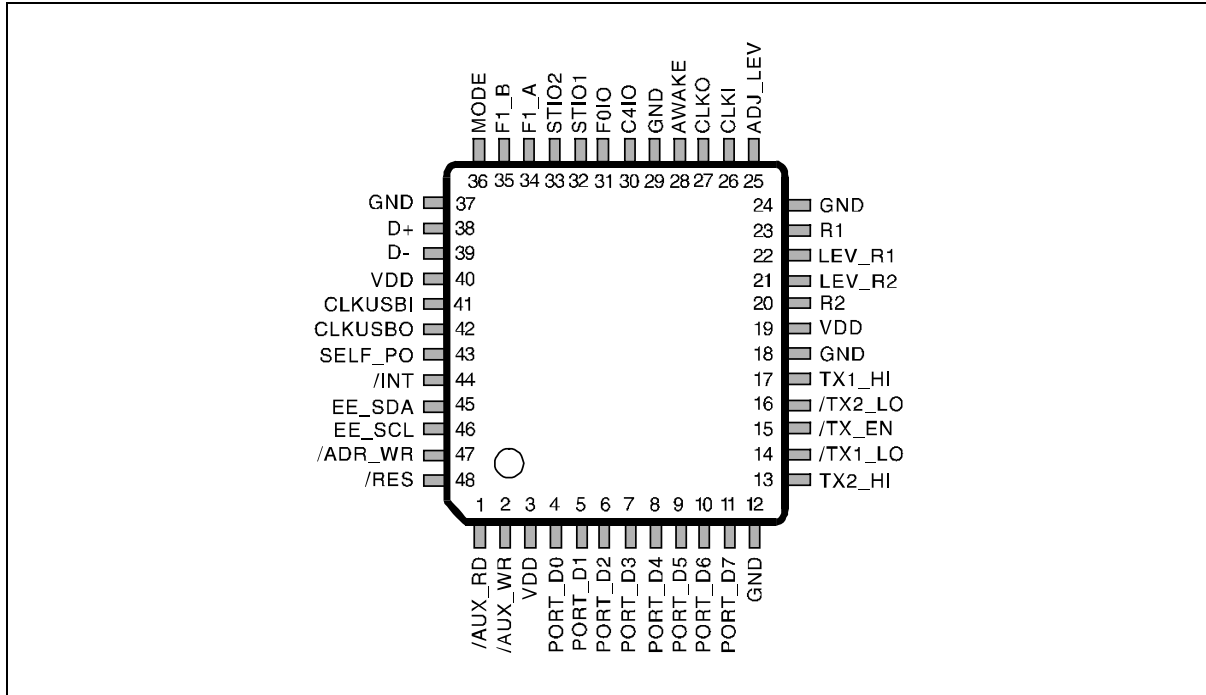 MODE
F1_B
F1_A
STIO2
STIO1
F0IO
C4IO
GND
AWAKE
CLKO
CLKI
ADJ_LEV
36 35 34 33 32 31 30 29 28 27 26 25
GND 37
D+ 38
D- 39
VDD 40
CLKUSBI 41
CLKUSBO 42
SELF_PO 43
/INT 44
EE_SDA 45
EE_SCL 46
/ADR_WR 47
/RES 48
24 GND
23 R1
22 LEV_R1
21 LEV_R2
20 R2
19 VDD
18 GND
17 TX1_HI
16 /TX2_LO
15 /TX_EN
14 /TX1_LO
13 TX2_HI
1 2 3 4 5 6 7 8 9 10 11 12
/AUX_RD
/AUX_WR
VDD
PORT_D0
PORT_D1
PORT_D2
PORT_D3
PORT_D4
PORT_D5
PORT_D6
PORT_D7
GND